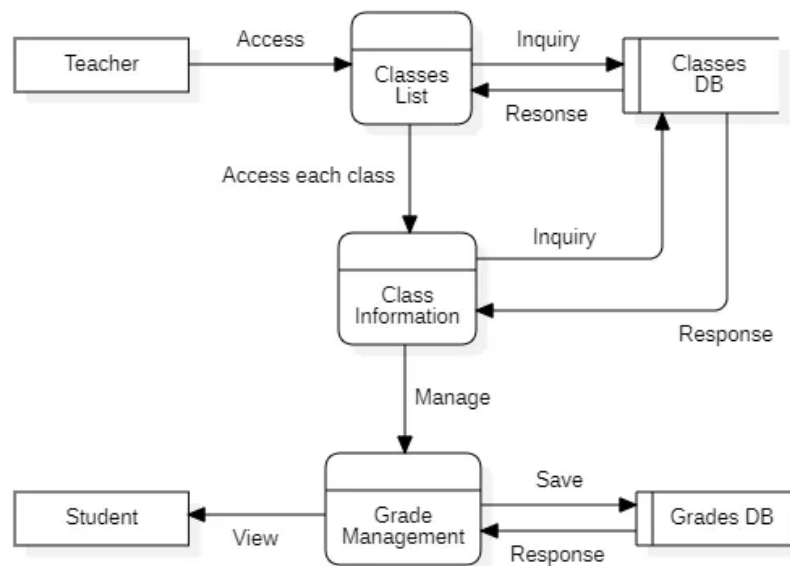 Access
Inquiry
Teacher
Classes
List
Classes
DB
Resonse
Access each class
Inquiry
Class
Information
Response
Manage
Save
Student
Grade
Management
Grades DB
View
Response